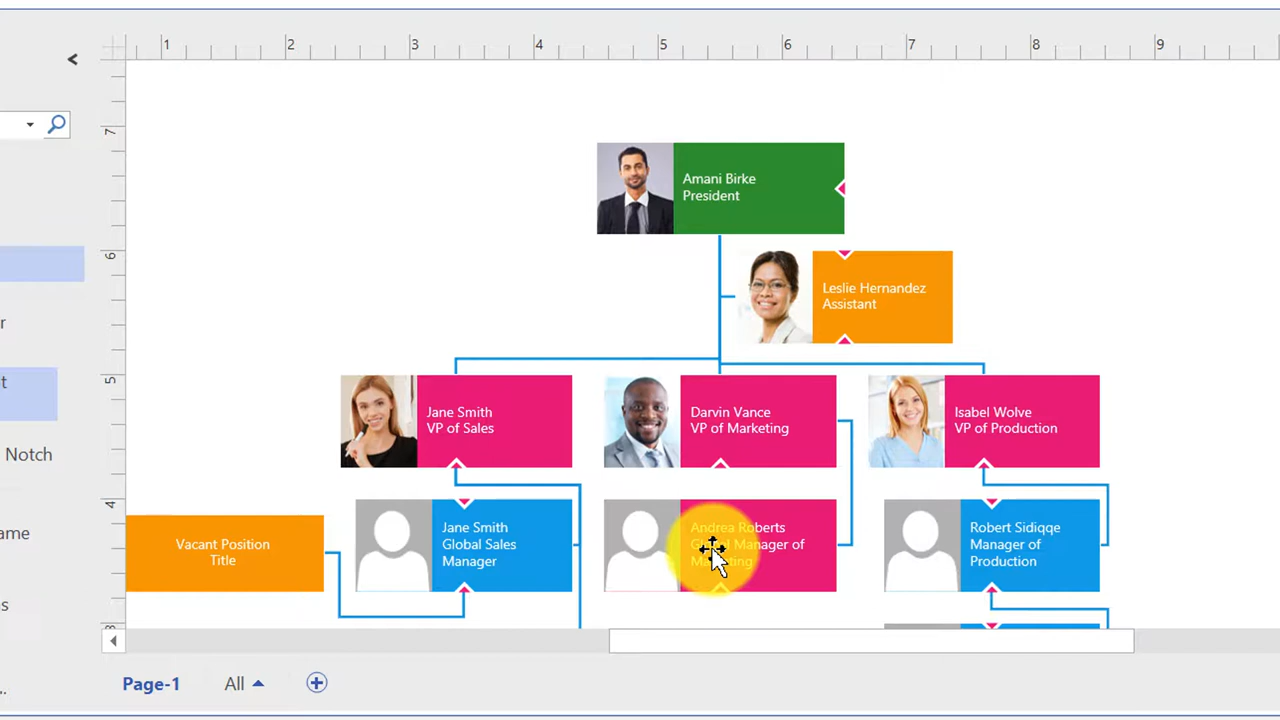 1 2 3 4 5 6 7 8 9
7
Amani Birke
President
6
Leslie Hernandez
Assistant
r
t
5
Jane Smith
VP of Sales
Darvin Vance
VP of Marketing
Isabel Wolve
VP of Production
Notch
4
ame
Vacant Position
Title
Jane Smith
Global Sales
Manager
Andrea Roberts
Global Manager of
Marketing
Robert Sidiqqe
Manager of
Production
s
...
Page-1 All